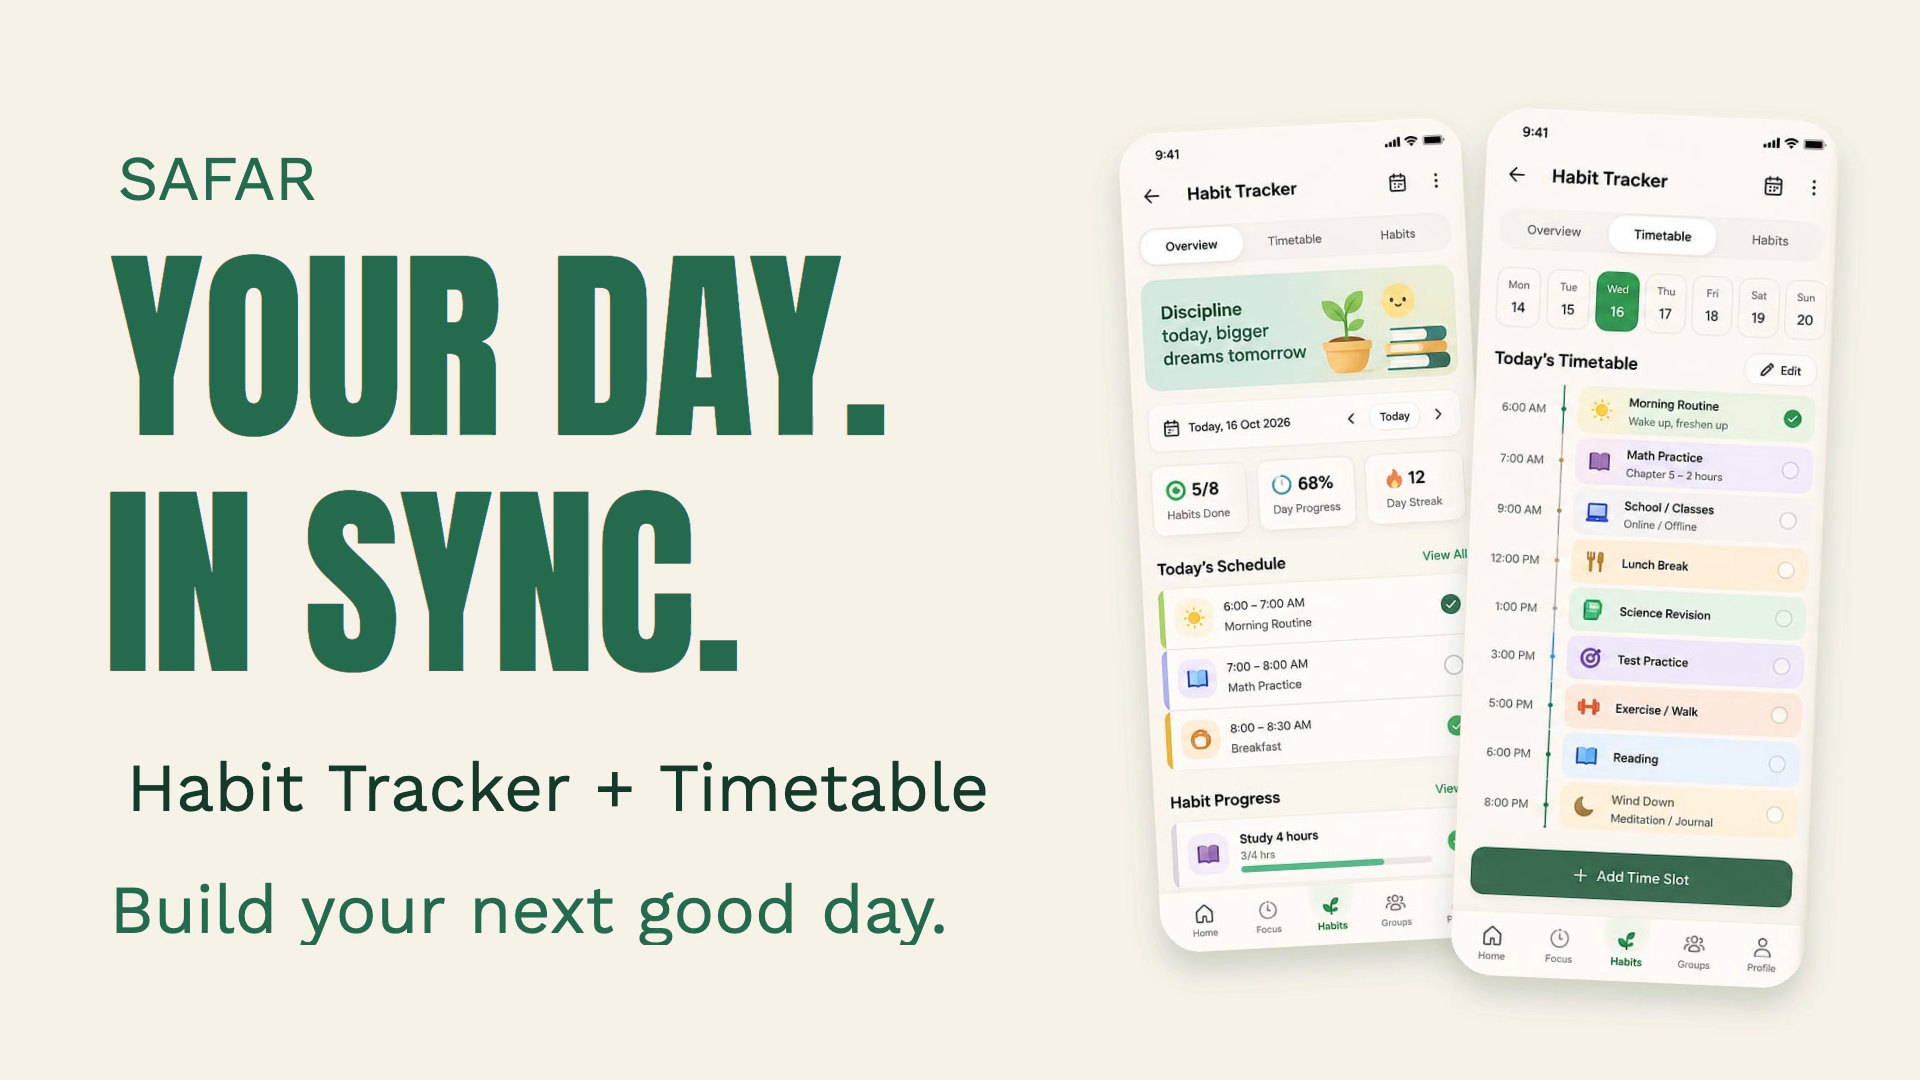 SAFAR
YOUR DAY.
IN SYNC.
Habit Tracker + Timetable
Build your next good day.
9:41
Habit Tracker
Overview Timetable Habits
Discipline
today, bigger
dreams tomorrow
Today, 16 Oct 2026 Today
5/8 68% 12
Habits Done Day Progress Day Streak
Today's Schedule View All
6:00 – 7:00 AM
Morning Routine
7:00 – 8:00 AM
Math Practice
8:00 – 8:30 AM
Breakfast
Habit Progress View
Study 4 hours
3/4 hrs
Home Focus Habits Groups P
9:41
Habit Tracker
Overview Timetable Habits
Mon Tue Wed Thu Fri Sat Sun
14 15 16 17 18 19 20
Today's Timetable Edit
6:00 AM Morning Routine
Wake up, freshen up
7:00 AM Math Practice
Chapter 5 – 2 hours
9:00 AM School / Classes
Online / Offline
12:00 PM Lunch Break
1:00 PM Science Revision
3:00 PM Test Practice
5:00 PM Exercise / Walk
6:00 PM Reading
8:00 PM Wind Down
Meditation / Journal
+ Add Time Slot
Home Focus Habits Groups Profile